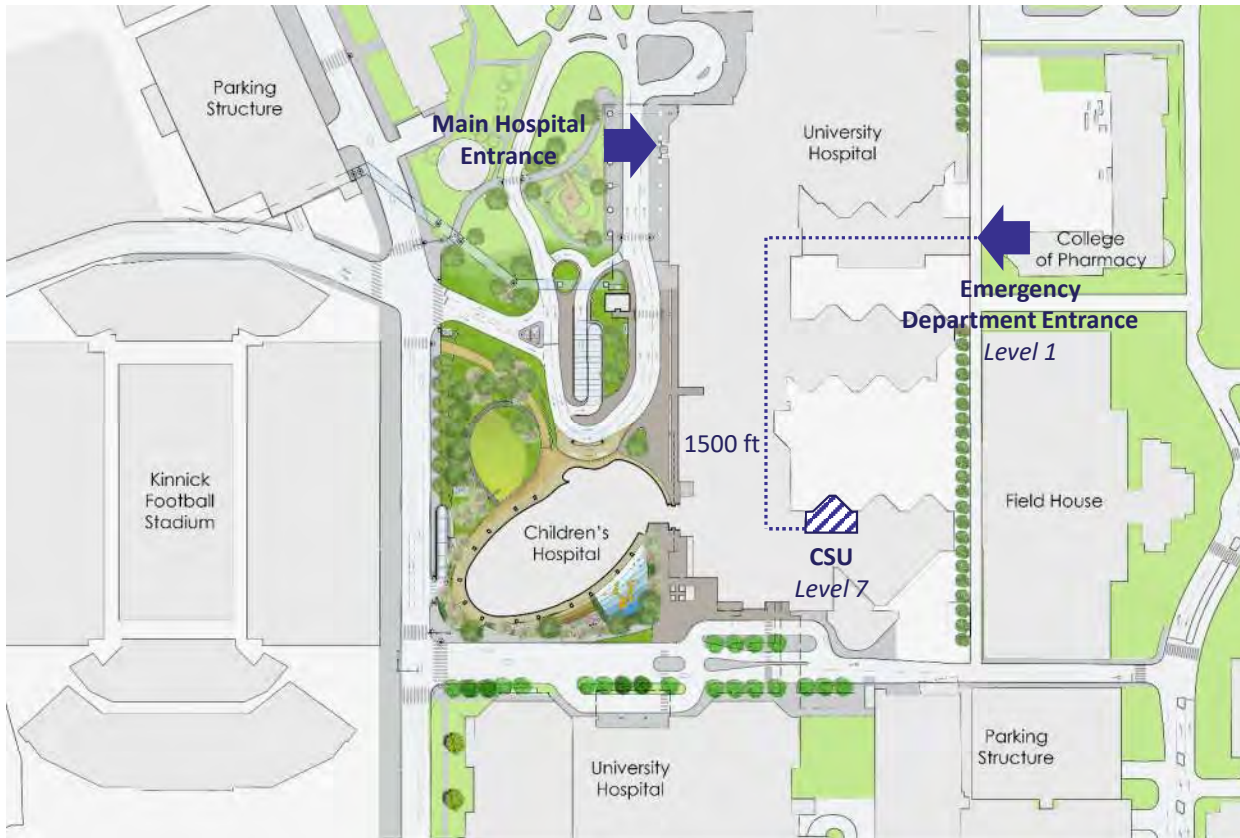 Parking
Structure
Main Hospital
Entrance
University
Hospital
College
of Pharmacy
Emergency
Department Entrance
Level 1
1500 ft
Kinnick
Football
Stadium
Field House
Children's
Hospital
CSU
Level 7
Parking
Structure
University
Hospital